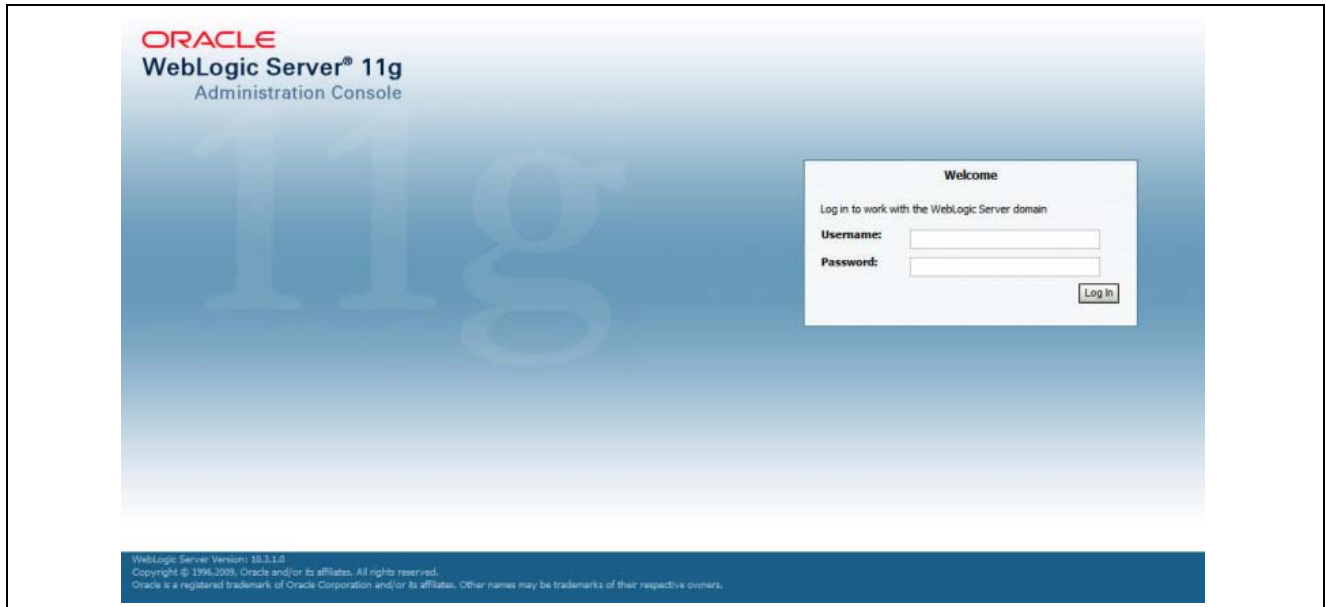 ORACLE
WebLogic Server® 11g
Administration Console
11g
Welcome
Log in to work with the WebLogic Server domain
Username:
Password:
Log In
WebLogic Server Version: 10.3.1.0
Copyright © 1996,2009, Oracle and/or its affiliates. All rights reserved.
Oracle is a registered trademark of Oracle Corporation and/or its affiliates. Other names may be trademarks of their respective owners.